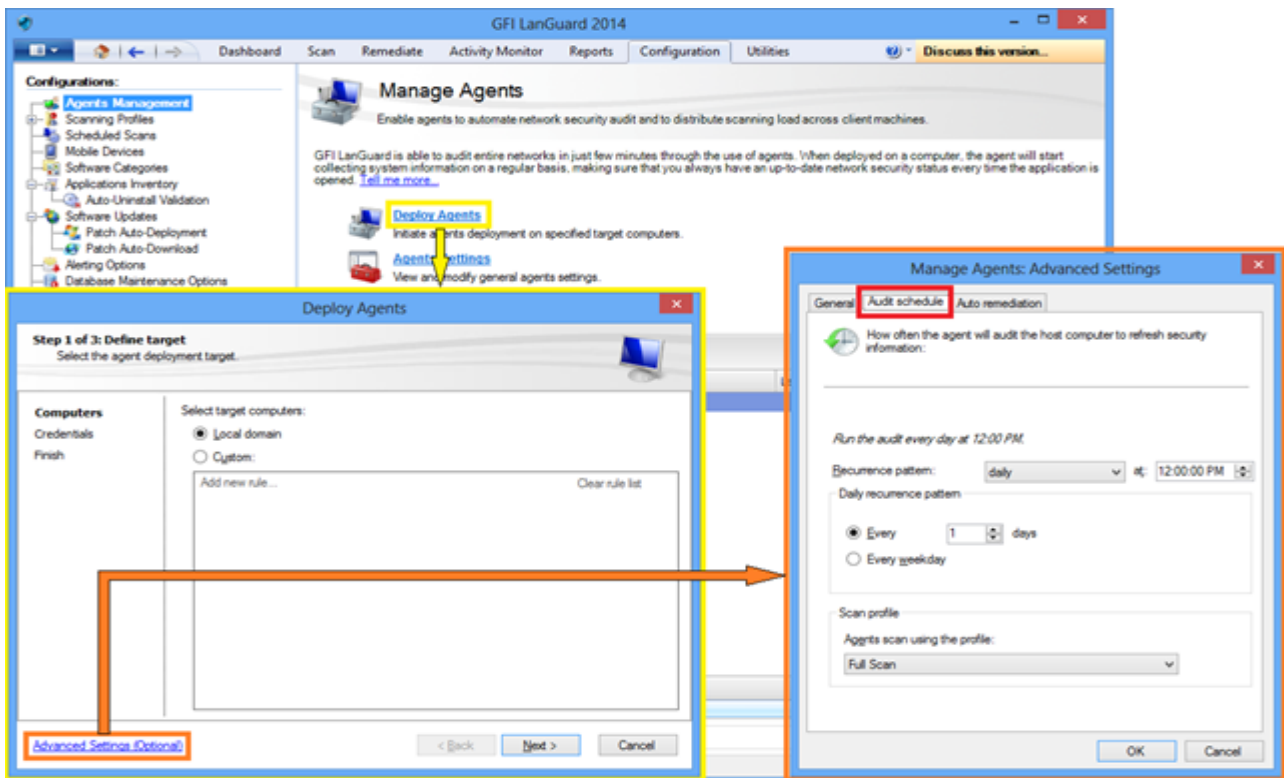 GFI LanGuard 2014
Dashboard Scan Remediate Activity Monitor Reports Configuration Utilities Discuss this version...
Configurations:
Agents Management
Scanning Profiles
Scheduled Scans
Mobile Devices
Software Categories
Applications Inventory
Auto-Uninstall Validation
Software Updates
Patch Auto-Deployment
Patch Auto-Download
Alerting Options
Database Maintenance Options
Manage Agents
Enable agents to automate network security audit and to distribute scanning load across client machines.
GFI LanGuard is able to audit entire networks in just few minutes through the use of agents. When deployed on a computer, the agent will start
collecting system information on a regular basis, making sure that you always have an up-to-date network security status every time the application is
opened. Tell me more...
Deploy Agents
Initiate agents deployment on specified target computers.
Agents Settings
View and modify general agents settings.
Deploy Agents
Step 1 of 3: Define target
Select the agent deployment target.
Computers
Credentials
Finish
Select target computers:
Local domain
Custom:
Add new rule... Clear rule list
Advanced Settings (Optional)
< Back Next > Cancel
Manage Agents: Advanced Settings
General Audit schedule Auto remediation
How often the agent will audit the host computer to refresh security
information:
Run the audit every day at 12:00 PM.
Recurrence pattern: daily at: 12:00:00 PM
Daily recurrence pattern
Every 1 days
Every weekday
Scan profile
Agents scan using the profile:
Full Scan
OK Cancel